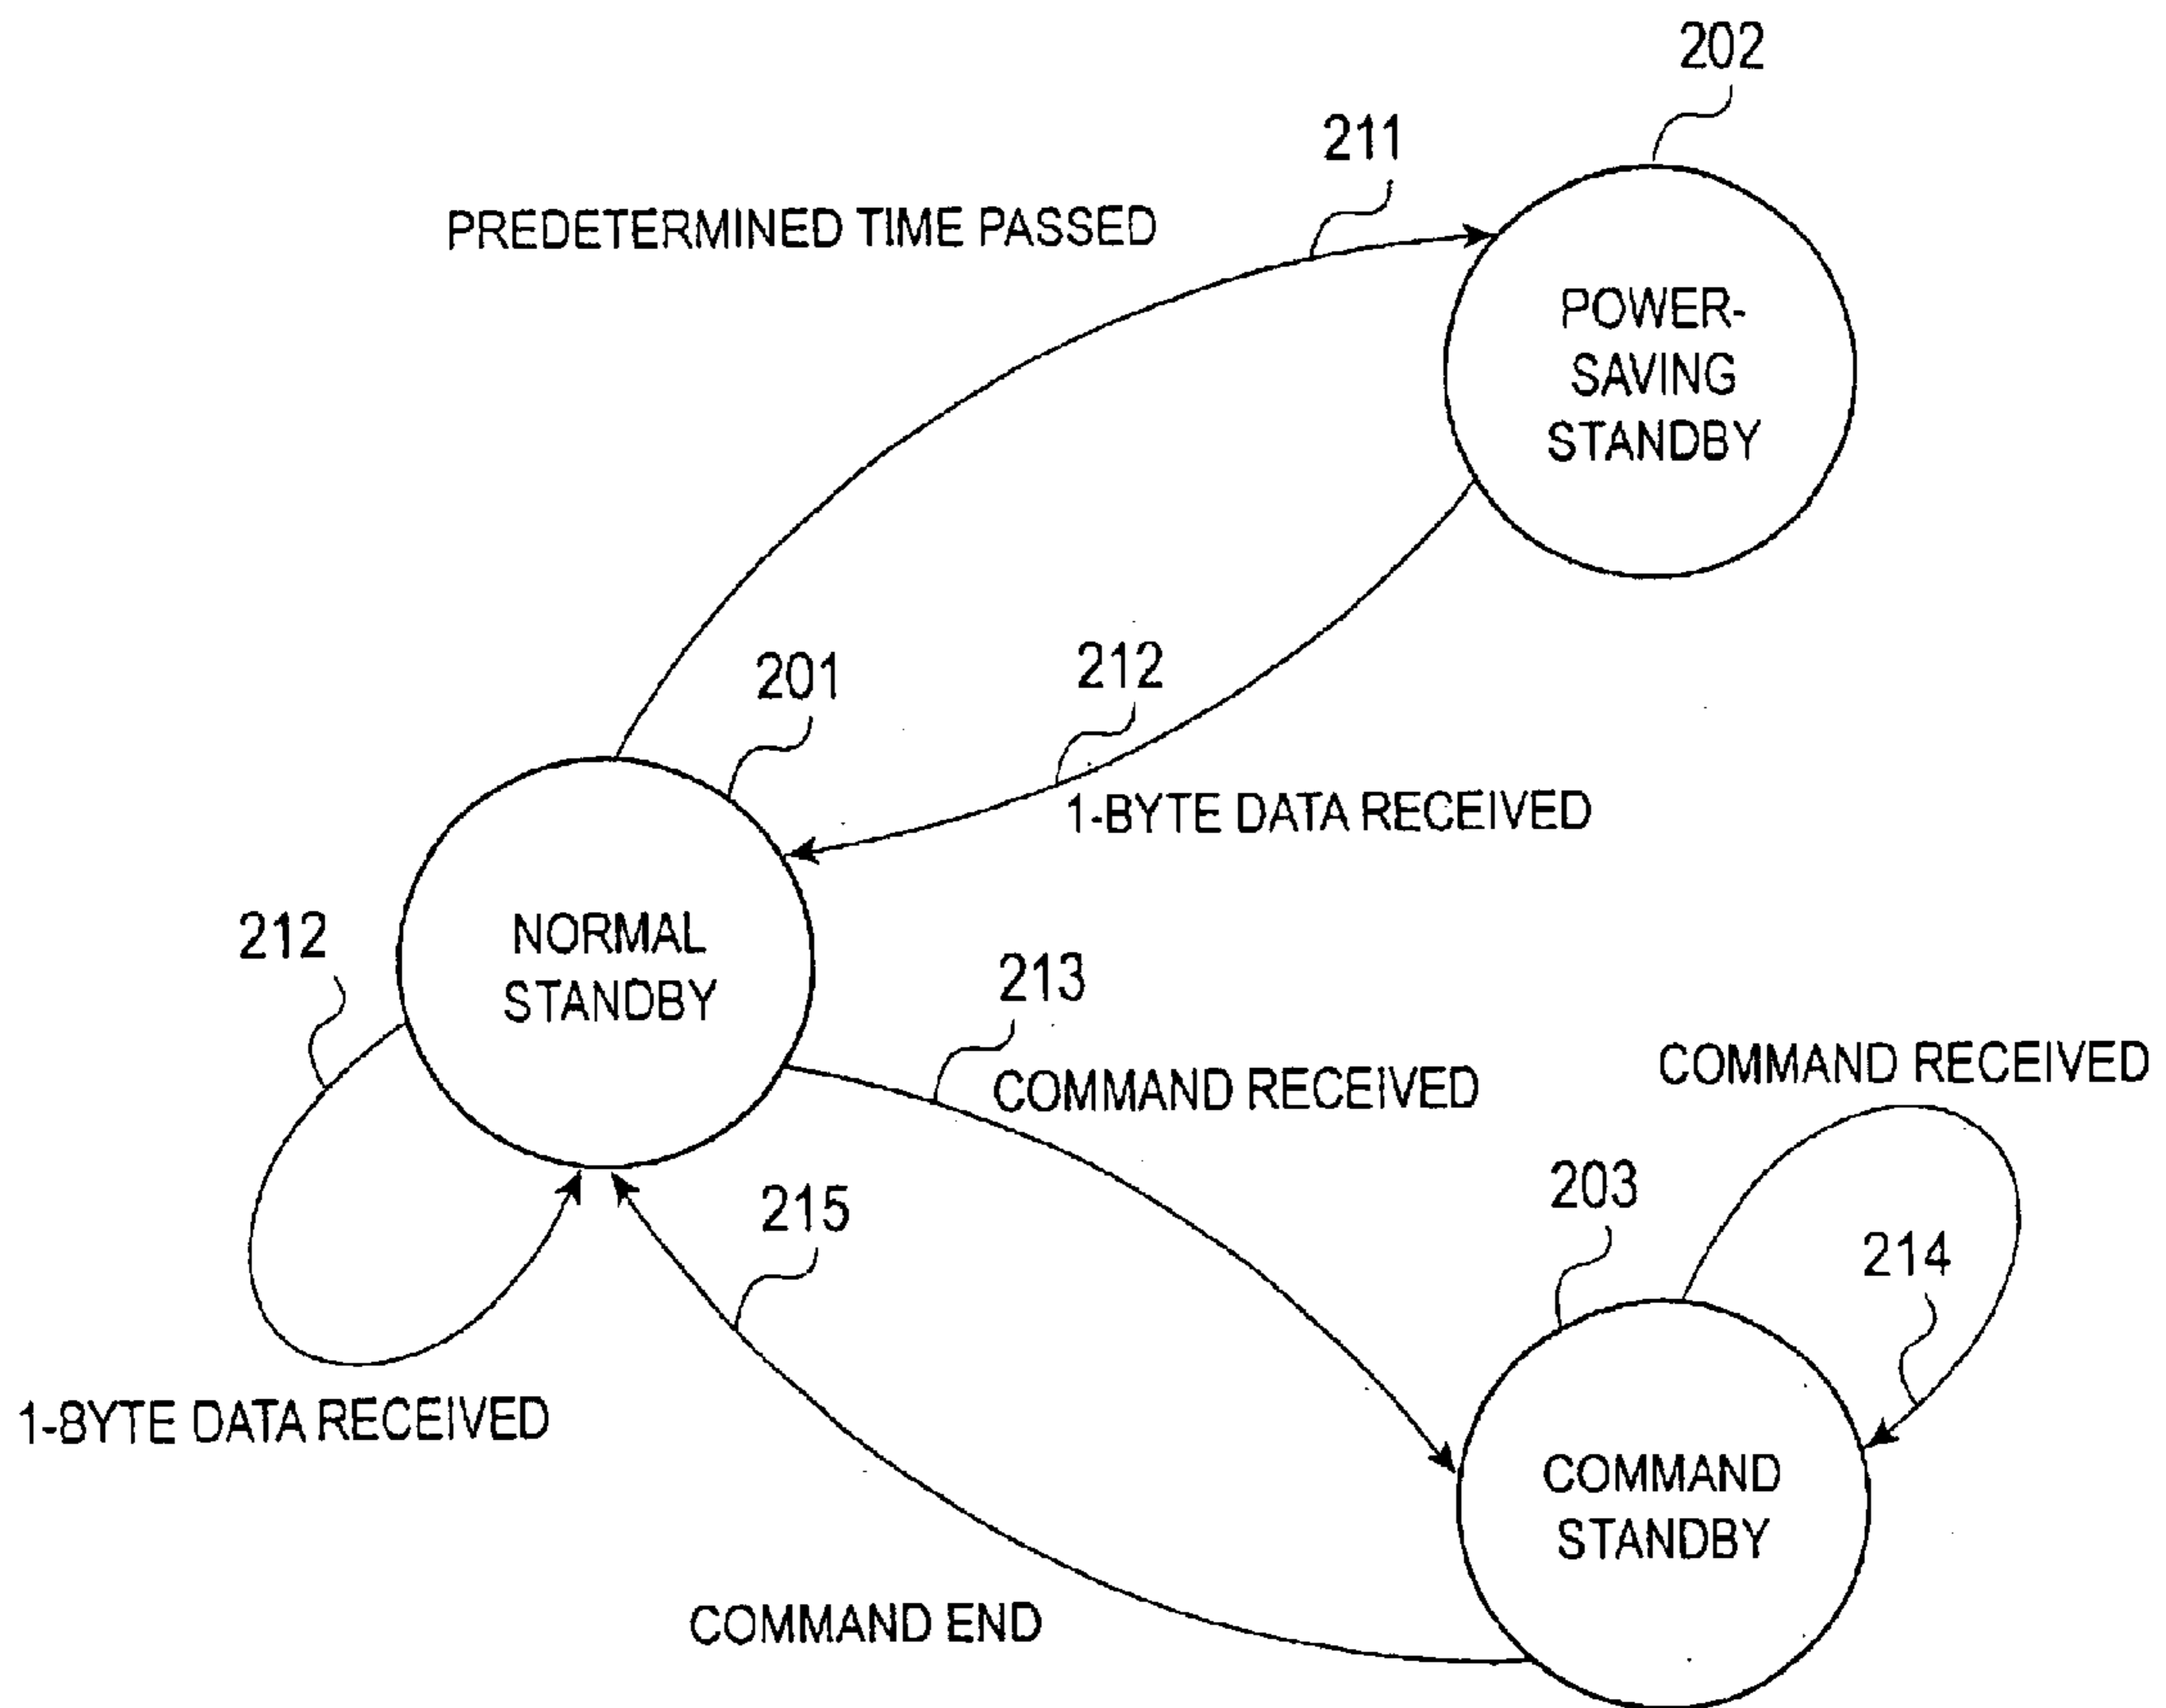 202
211
PREDETERMINED TIME PASSED
POWER-
SAVING
STANDBY
201
212
1-BYTE DATA RECEIVED
212
NORMAL
STANDBY
213
COMMAND RECEIVED
COMMAND RECEIVED
203
215
214
1-BYTE DATA RECEIVED
COMMAND
STANDBY
COMMAND END